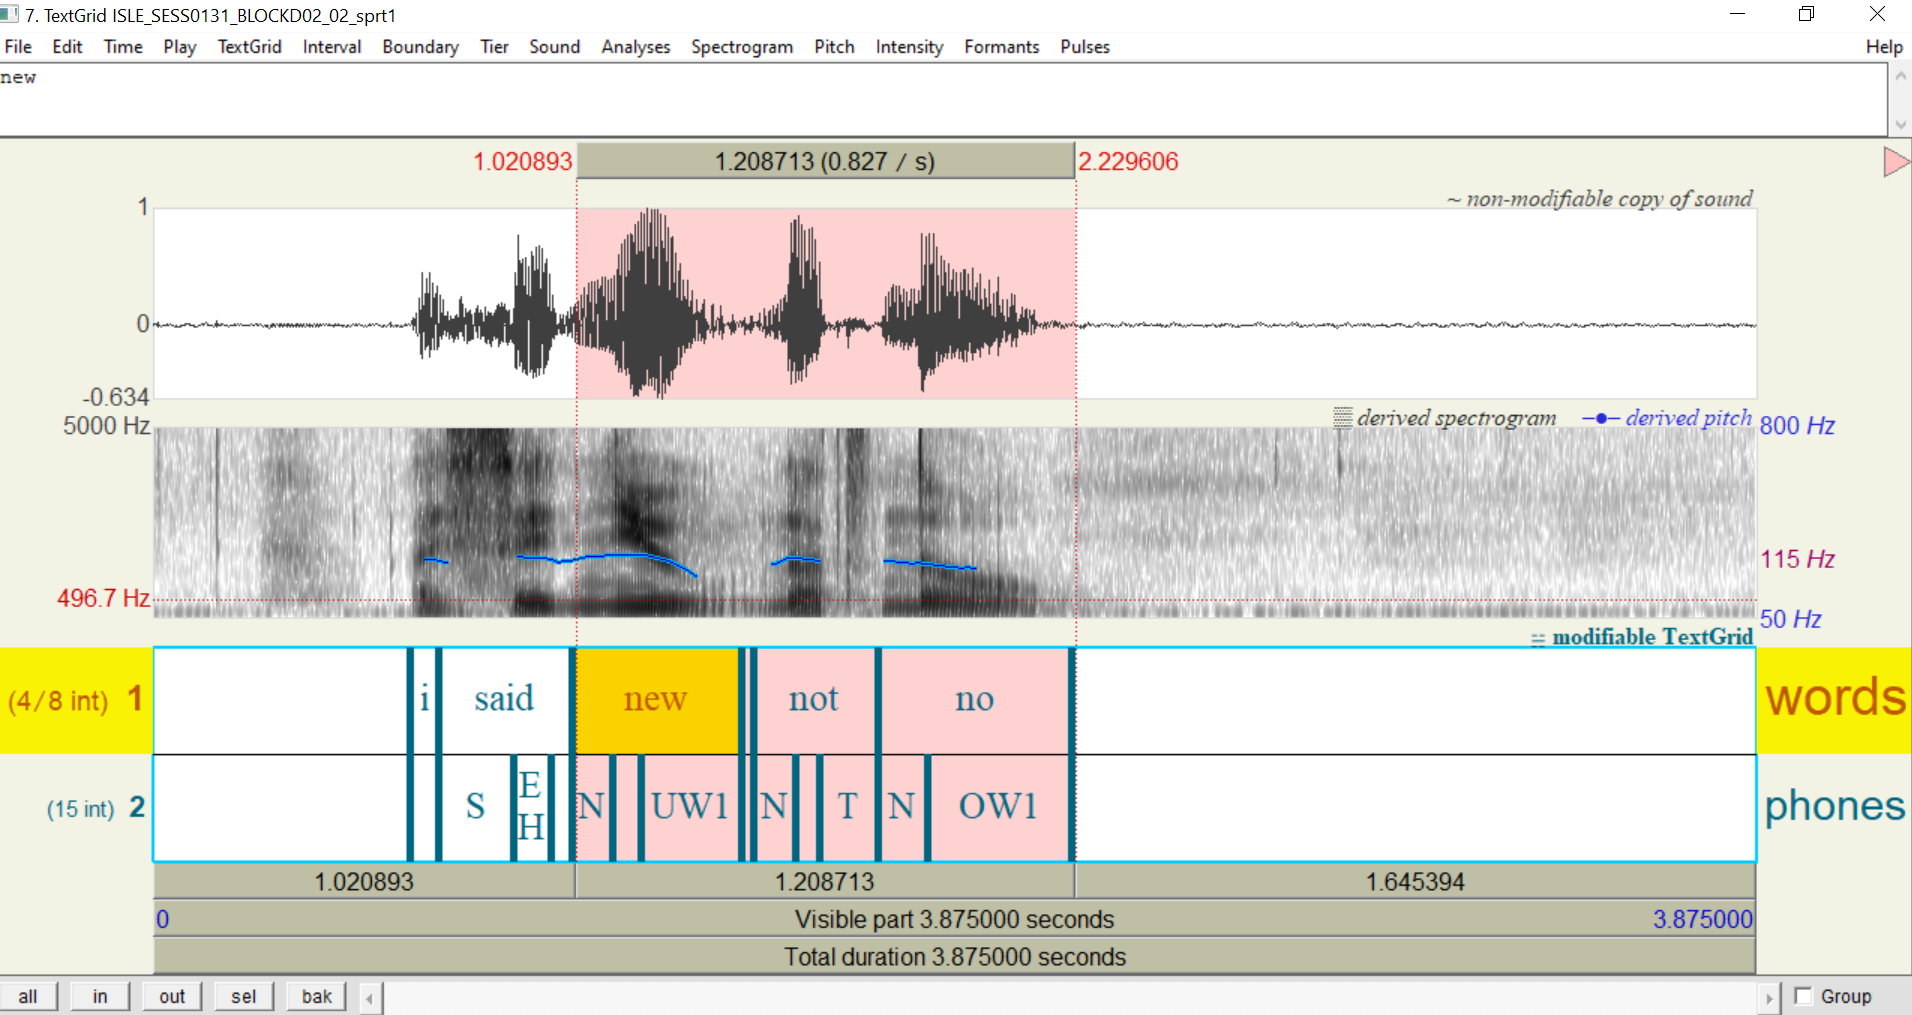 7. TextGrid ISLE_SESS0131_BLOCKD02_02_sprt1
File Edit Time Play TextGrid Interval Boundary Tier Sound Analyses Spectrogram Pitch Intensity Formants Pulses Help
new
1.020893 1.208713 (0.827 / s) 2.229606
~ non-modifiable copy of sound
1
0
-0.634
5000 Hz derived spectrogram derived pitch 800 Hz
115 Hz
496.7 Hz
50 Hz
modifiable TextGrid
(4/8 int) 1 i said new not no words
(15 int) 2 S EH N UW1 N T N OW1 phones
1.020893 1.208713 1.645394
0 Visible part 3.875000 seconds 3.875000
Total duration 3.875000 seconds
all in out sel bak Group